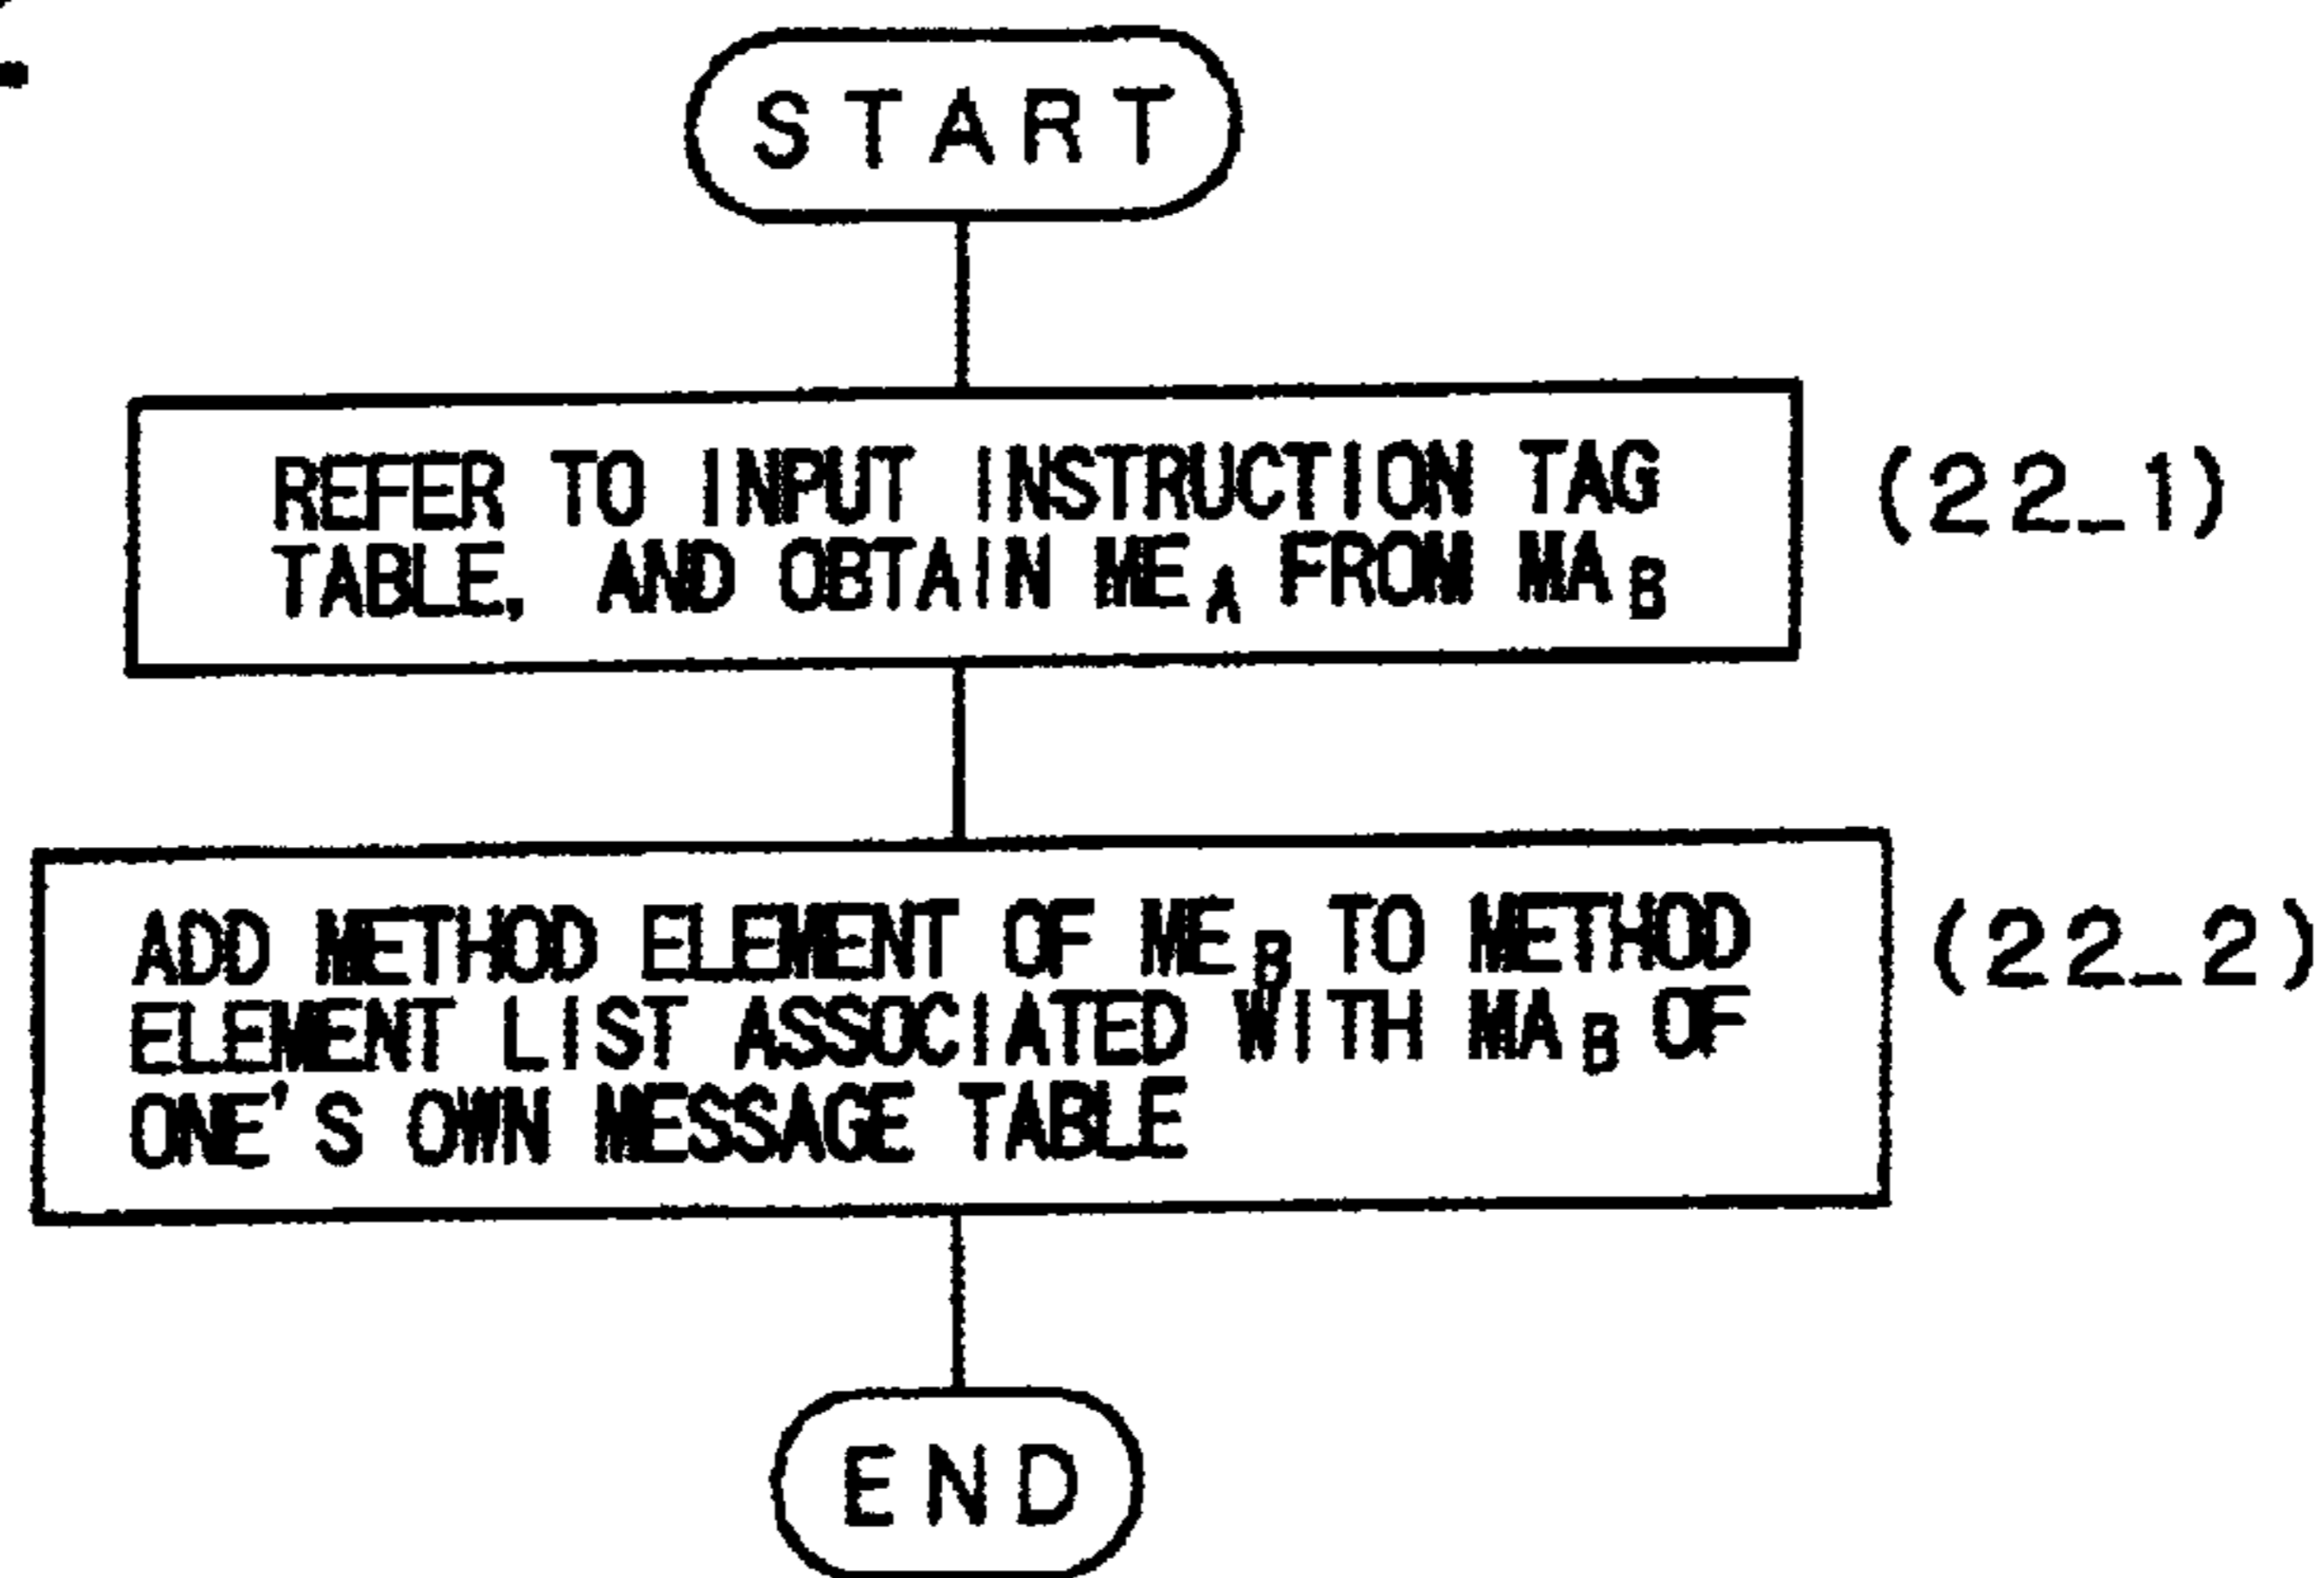 START
REFER TO INPUT INSTRUCTION TAG
TABLE, AND OBTAIN ME_A FROM MA_B
(22_1)
ADD METHOD ELEMENT OF ME_B TO METHOD
ELEMENT LIST ASSOCIATED WITH MA_B OF
ONE'S OWN MESSAGE TABLE
(22_2)
END